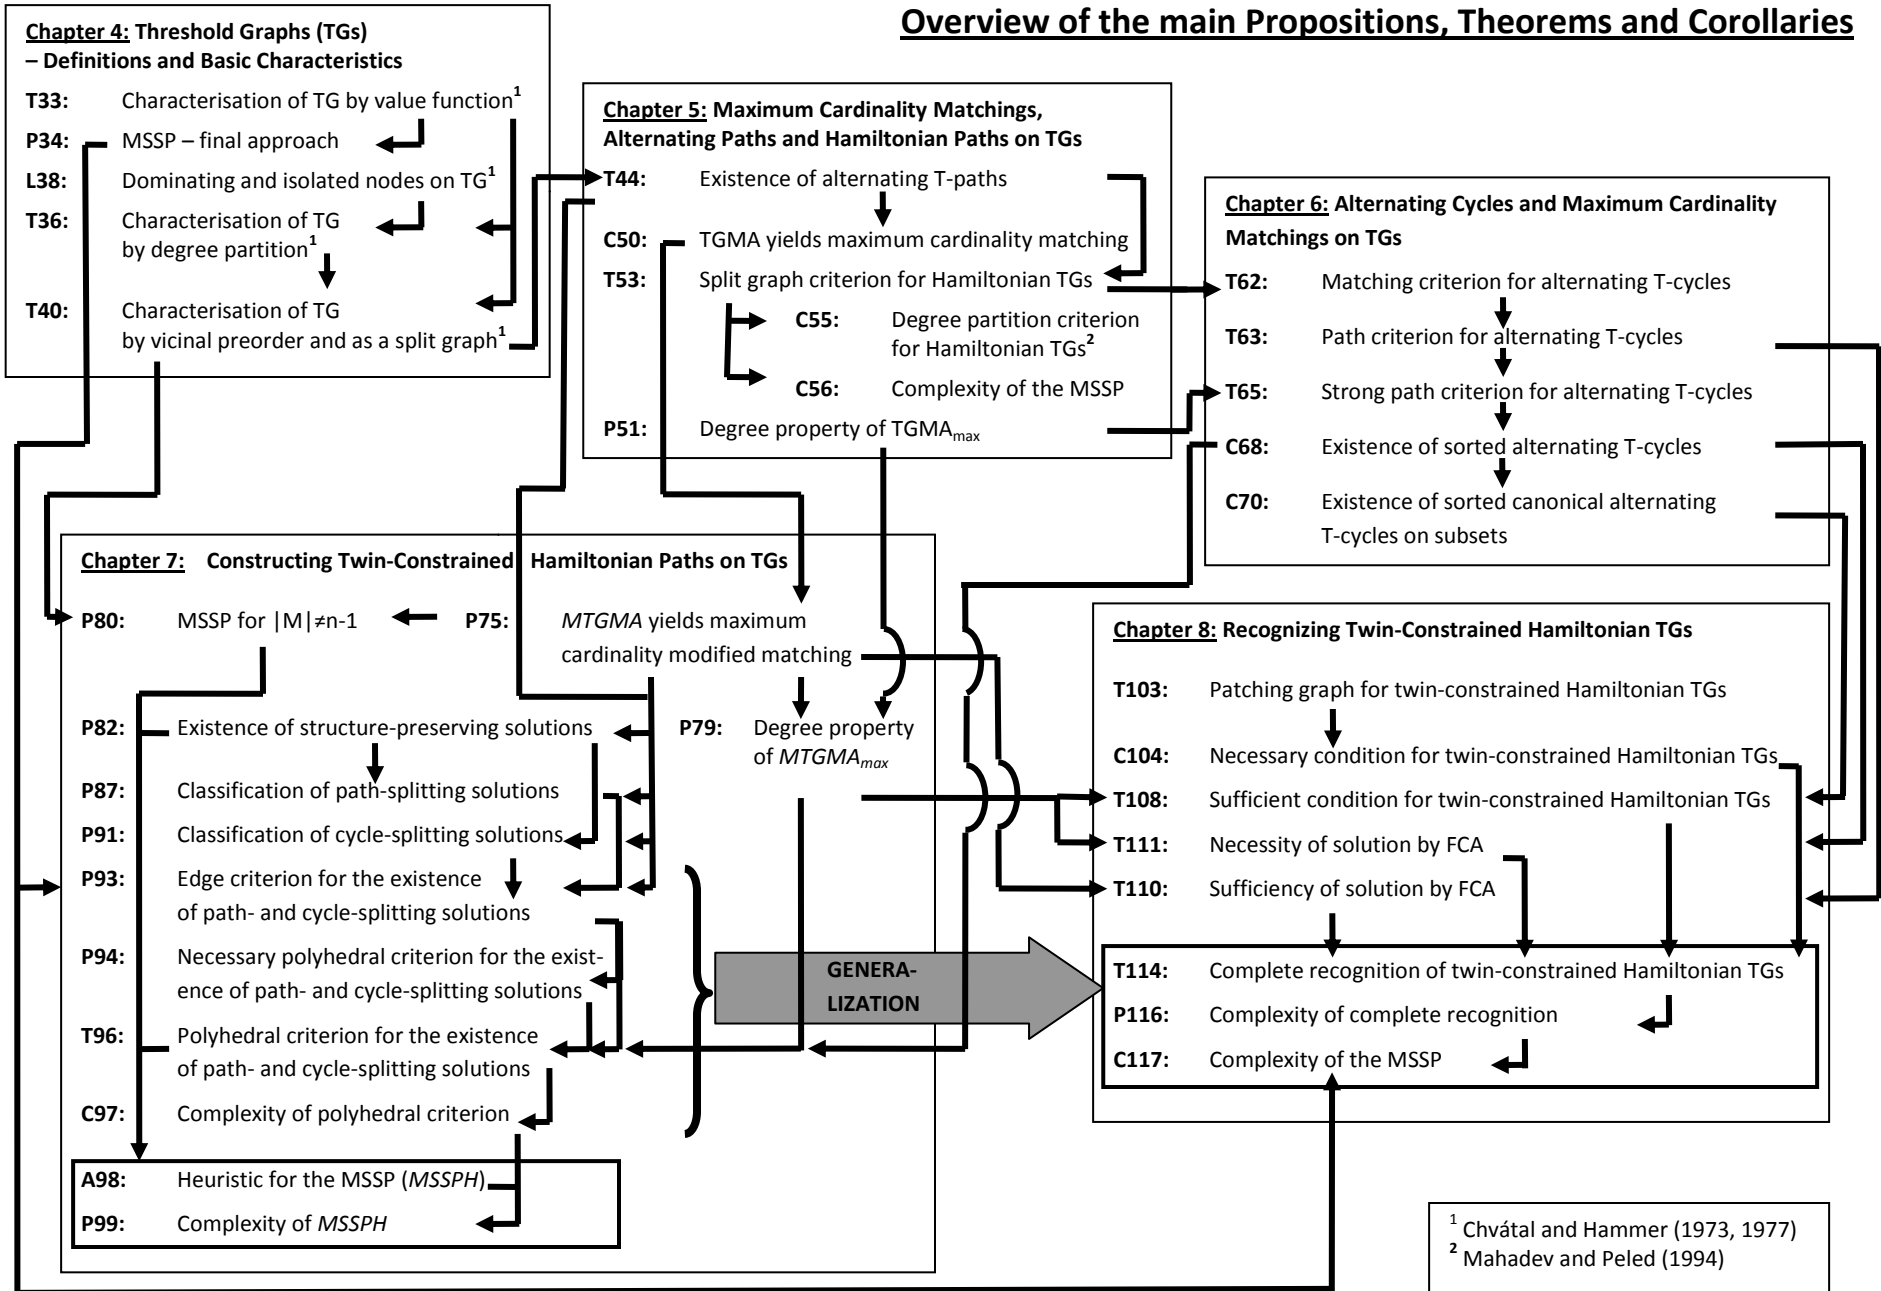 Overview of the main Propositions, Theorems and Corollaries
Chapter 4: Threshold Graphs (TGs)
– Definitions and Basic Characteristics
T33: Characterisation of TG by value function¹
P34: MSSP – final approach
L38: Dominating and isolated nodes on TG¹
T36: Characterisation of TG
by degree partition¹
T40: Characterisation of TG
by vicinal preorder and as a split graph¹
Chapter 5: Maximum Cardinality Matchings,
Alternating Paths and Hamiltonian Paths on TGs
T44: Existence of alternating T-paths
C50: TGMA yields maximum cardinality matching
T53: Split graph criterion for Hamiltonian TGs
C55: Degree partition criterion
for Hamiltonian TGs²
C56: Complexity of the MSSP
P51: Degree property of TGMAmax
Chapter 6: Alternating Cycles and Maximum Cardinality
Matchings on TGs
T62: Matching criterion for alternating T-cycles
T63: Path criterion for alternating T-cycles
T65: Strong path criterion for alternating T-cycles
C68: Existence of sorted alternating T-cycles
C70: Existence of sorted canonical alternating
T-cycles on subsets
Chapter 7: Constructing Twin-Constrained Hamiltonian Paths on TGs
P80: MSSP for |M|≠n-1
P75: MTGMA yields maximum
cardinality modified matching
P82: Existence of structure-preserving solutions
P79: Degree property
of MTGMAmax
P87: Classification of path-splitting solutions
P91: Classification of cycle-splitting solutions
P93: Edge criterion for the existence
of path- and cycle-splitting solutions
P94: Necessary polyhedral criterion for the exist-
ence of path- and cycle-splitting solutions
T96: Polyhedral criterion for the existence
of path- and cycle-splitting solutions
C97: Complexity of polyhedral criterion
A98: Heuristic for the MSSP (MSSPH)
P99: Complexity of MSSPH
GENERA-
LIZATION
Chapter 8: Recognizing Twin-Constrained Hamiltonian TGs
T103: Patching graph for twin-constrained Hamiltonian TGs
C104: Necessary condition for twin-constrained Hamiltonian TGs
T108: Sufficient condition for twin-constrained Hamiltonian TGs
T111: Necessity of solution by FCA
T110: Sufficiency of solution by FCA
T114: Complete recognition of twin-constrained Hamiltonian TGs
P116: Complexity of complete recognition
C117: Complexity of the MSSP
¹ Chvátal and Hammer (1973, 1977)
² Mahadev and Peled (1994)